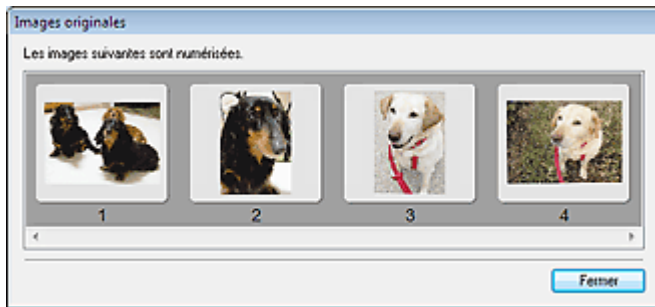 Images originales
Les images suivantes sont numérisées.
1 2 3 4
Fermer